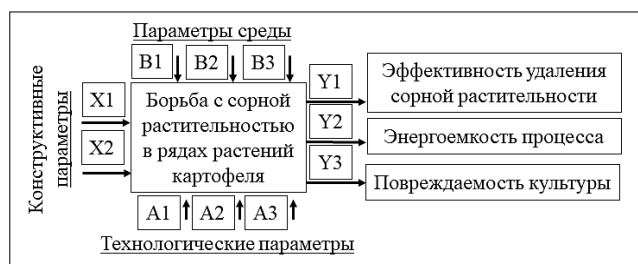 Параметры среды
B1 B2 B3
Конструктивные
параметры
X1
X2
Борьба с сорной
растительностью
в рядах растений
картофеля
Y1
Y2
Y3
Эффективность удаления
сорной растительности
Энергоемкость процесса
Повреждаемость культуры
A1 A2 A3
Технологические параметры